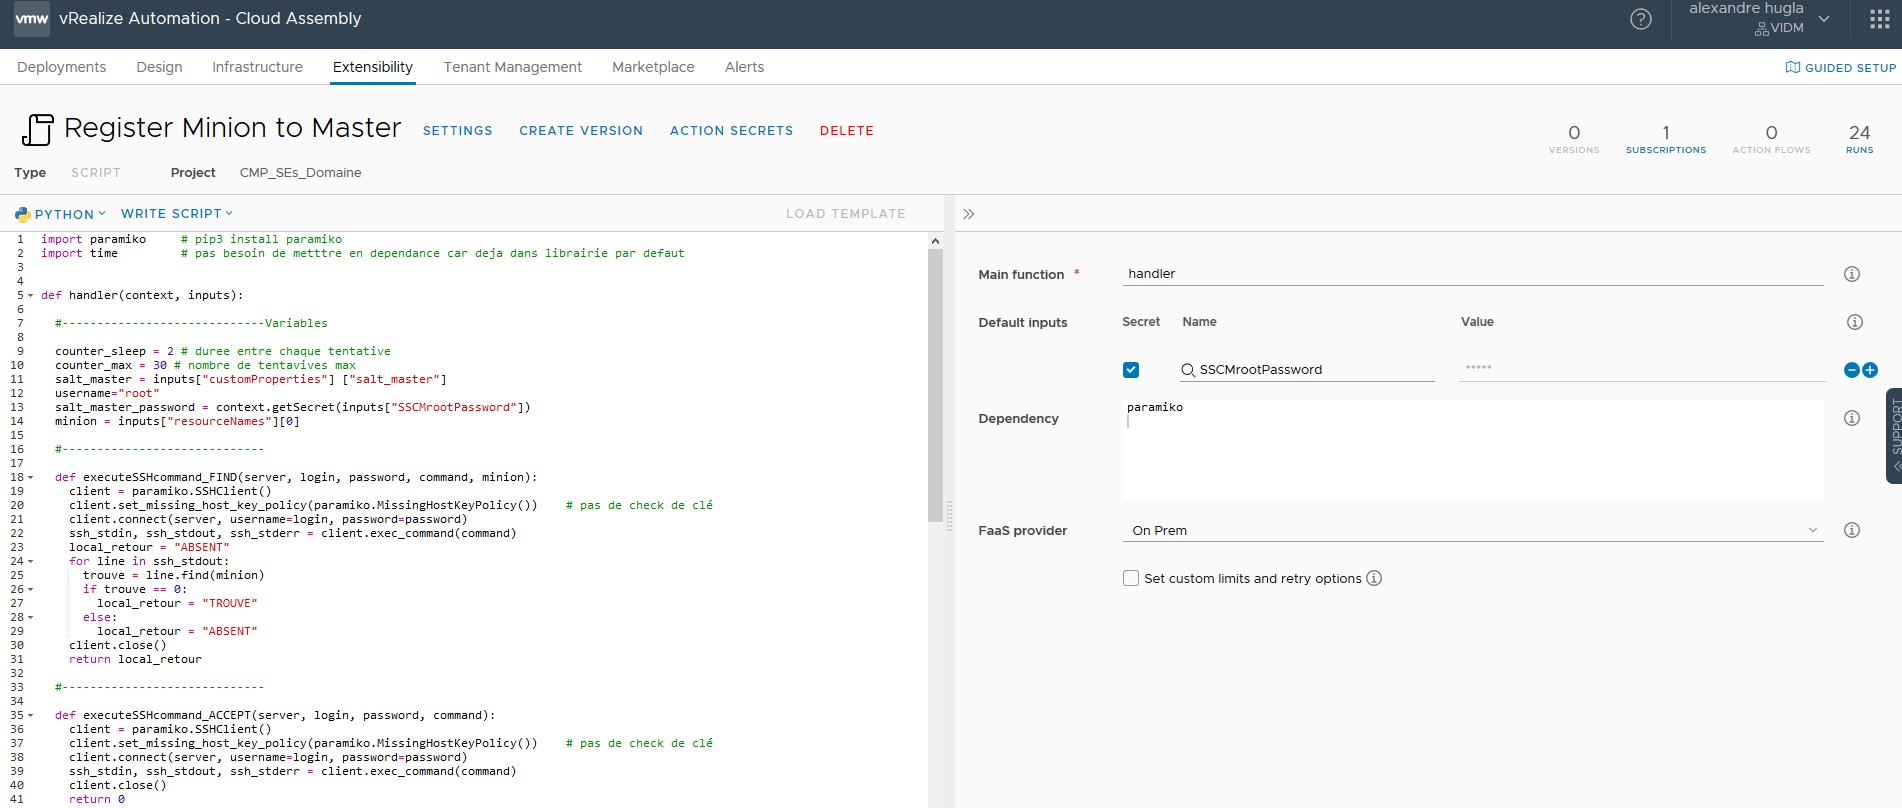 vmw vRealize Automation - Cloud Assembly
alexandre hugla
VIDM
Deployments Design Infrastructure Extensibility Tenant Management Marketplace Alerts
GUIDED SETUP
Register Minion to Master SETTINGS CREATE VERSION ACTION SECRETS DELETE
0 1 0 24
VERSIONS SUBSCRIPTIONS ACTION FLOWS RUNS
Type SCRIPT Project CMP_SEs_Domaine
PYTHON WRITE SCRIPT LOAD TEMPLATE
1 import paramiko # pip3 install paramiko
2 import time # pas besoin de metttre en dependance car deja dans librairie par defaut
3
4
5 def handler(context, inputs):
6
7 #-----------------------------Variables
8
9 counter_sleep = 2 # duree entre chaque tentative
10 counter_max = 30 # nombre de tentavives max
11 salt_master = inputs["customProperties"] ["salt_master"]
12 username="root"
13 salt_master_password = context.getSecret(inputs["SSCMrootPassword"])
14 minion = inputs["resourceNames"][0]
15
16 #-----------------------------
17
18 def executeSSHcommand_FIND(server, login, password, command, minion):
19 client = paramiko.SSHClient()
20 client.set_missing_host_key_policy(paramiko.MissingHostKeyPolicy()) # pas de check de clé
21 client.connect(server, username=login, password=password)
22 ssh_stdin, ssh_stdout, ssh_stderr = client.exec_command(command)
23 local_retour = "ABSENT"
24 for line in ssh_stdout:
25 trouve = line.find(minion)
26 if trouve == 0:
27 local_retour = "TROUVE"
28 else:
29 local_retour = "ABSENT"
30 client.close()
31 return local_retour
32
33 #-----------------------------
34
35 def executeSSHcommand_ACCEPT(server, login, password, command):
36 client = paramiko.SSHClient()
37 client.set_missing_host_key_policy(paramiko.MissingHostKeyPolicy()) # pas de check de clé
38 client.connect(server, username=login, password=password)
39 ssh_stdin, ssh_stdout, ssh_stderr = client.exec_command(command)
40 client.close()
41 return 0
Main function * handler
Default inputs Secret Name Value
SSCMrootPassword *****
Dependency paramiko
FaaS provider On Prem
Set custom limits and retry options
SUPPORT